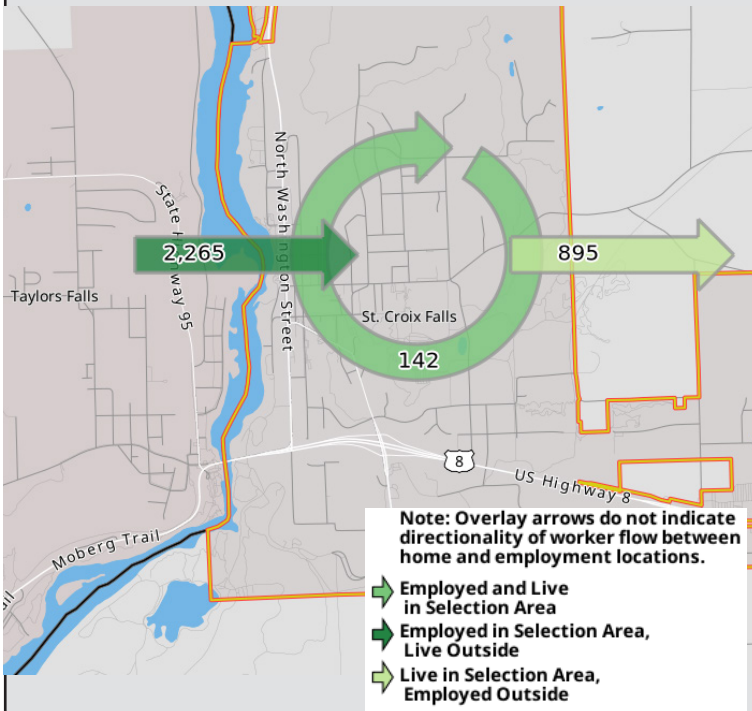 North Washington Street
State Highway 95
2,265
895
Taylors Falls
St. Croix Falls
142
8
US Highway 8
Moberg Trail
ail
Note: Overlay arrows do not indicate
directionality of worker flow between
home and employment locations.
Employed and Live
in Selection Area
Employed in Selection Area,
Live Outside
Live in Selection Area,
Employed Outside